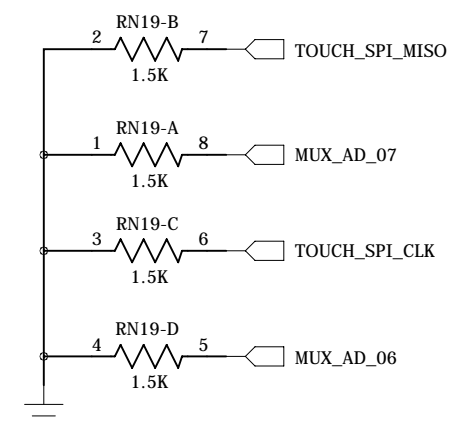 RN19-B
2 7 TOUCH_SPI_MISO
1.5K
RN19-A
1 8 MUX_AD_07
1.5K
RN19-C
3 6 TOUCH_SPI_CLK
1.5K
RN19-D
4 5 MUX_AD_06
1.5K